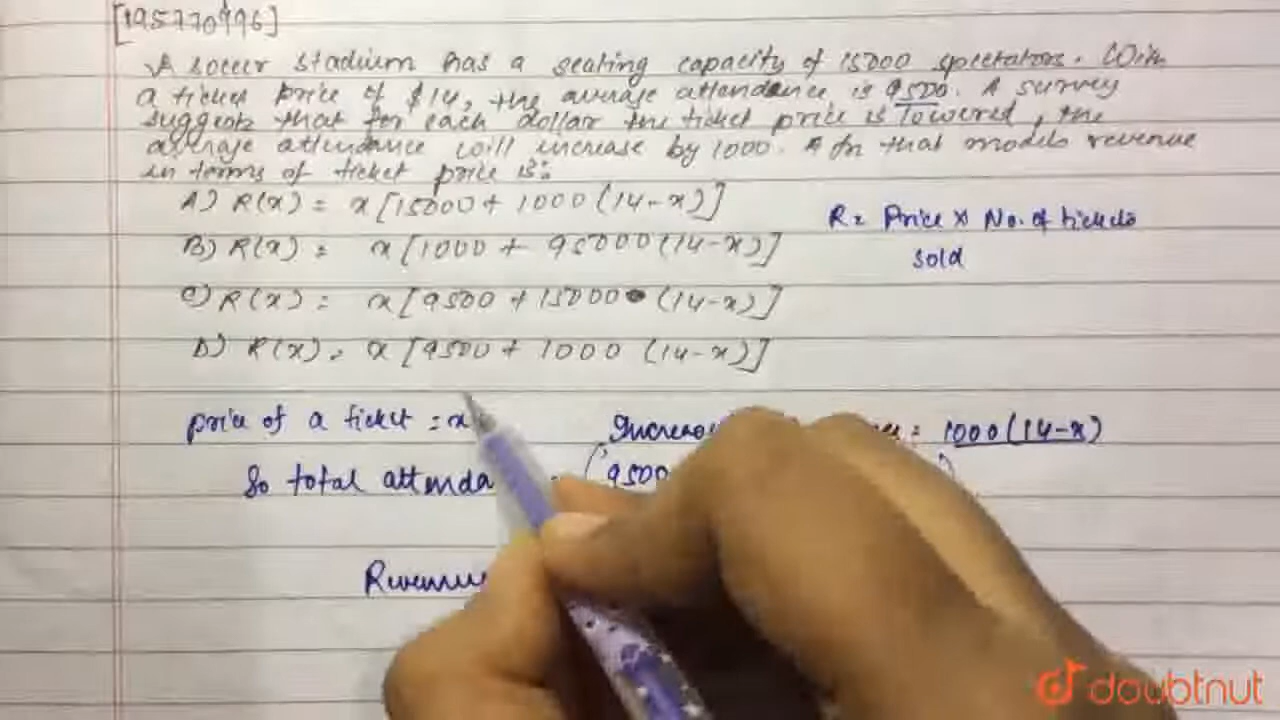 [195770996]
A soccer stadium has a seating capacity of 15000 spectators. With
a ticket price of $14, the average attendance is 9500. A survey
suggests that for each dollar the ticket price is lowered, the
average attendance will increase by 1000. A fn that models revenue
in terms of ticket price is:
A) R(x) = x[15000 + 1000(14-x)]
B) R(x) = x[1000 + 95000(14-x)]
C) R(x) = x[9500 + 15000 (14-x)]
D) R(x) = x[9500 + 1000 (14-x)]
R = Price × No. of tickets
sold
price of a ticket = x
= 1000(14-x)
So total
(9500
Revenue
doubtnut